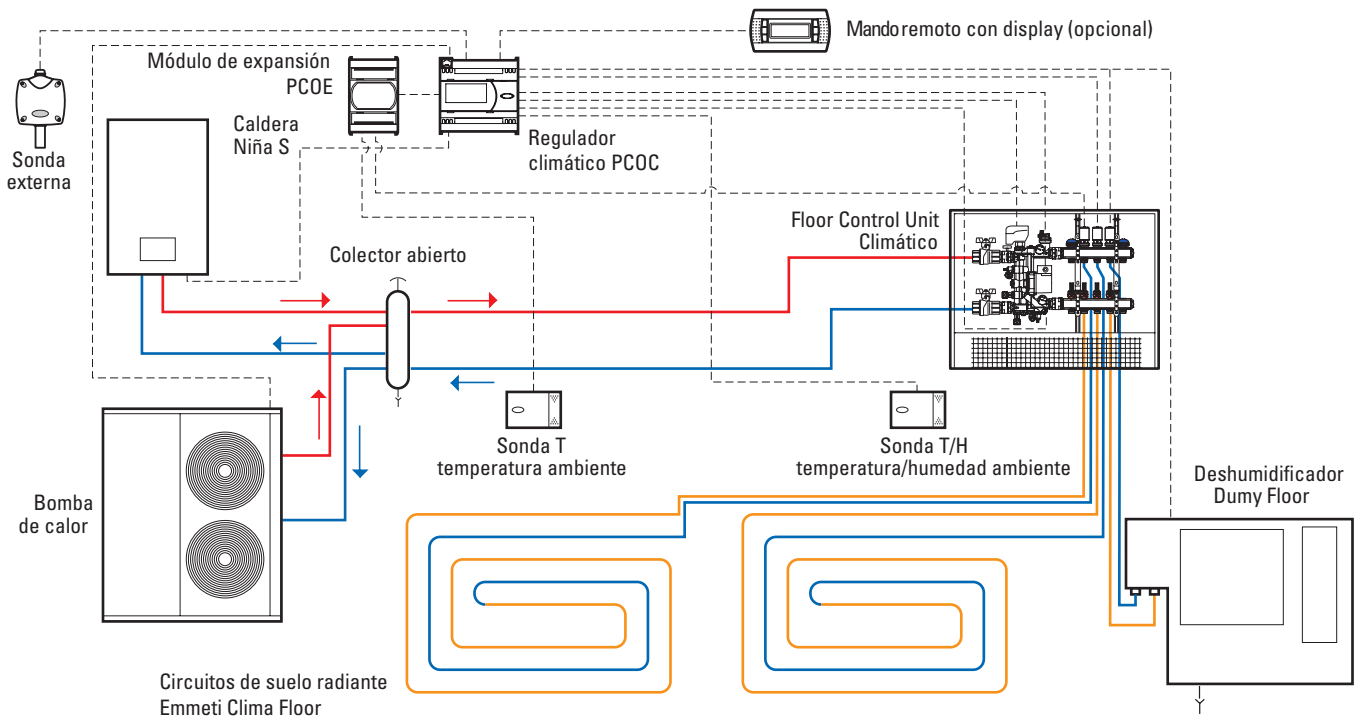 Mando remoto con display (opcional)
Módulo de expansión
PCOE
Caldera
Niña S
Regulador
climático PCOC
Sonda
externa
Floor Control Unit
Climático
Colector abierto
Sonda T
temperatura ambiente
Sonda T/H
temperatura/humedad ambiente
Deshumidificador
Dumy Floor
Bomba
de calor
Circuitos de suelo radiante
Emmeti Clima Floor